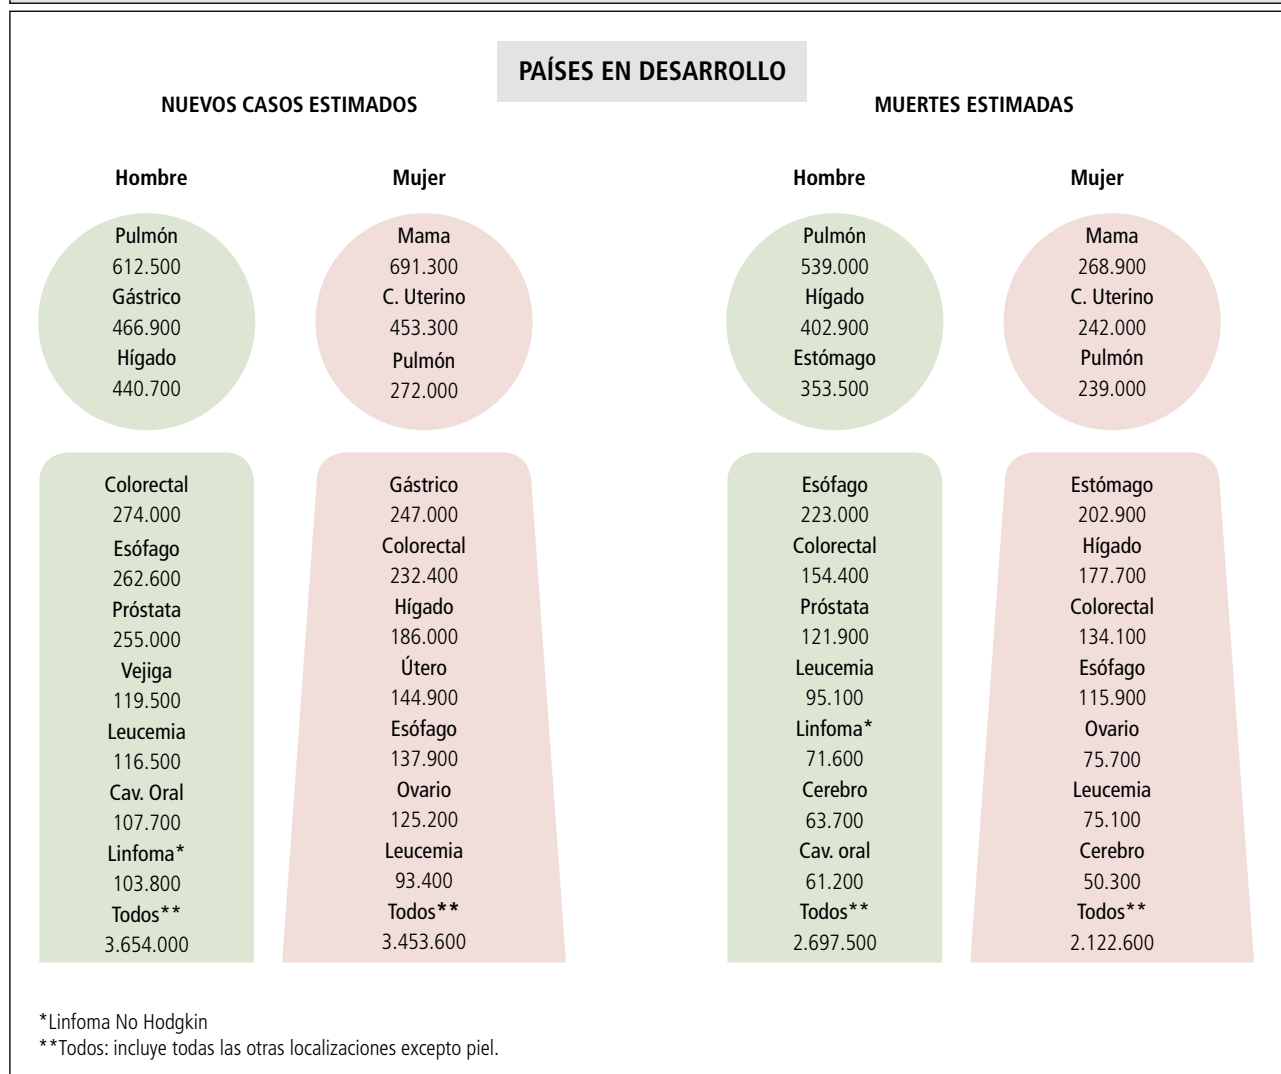 PAÍSES EN DESARROLLO
NUEVOS CASOS ESTIMADOS
Hombre
Pulmón
612.500
Gástrico
466.900
Hígado
440.700
Colorectal
274.000
Esófago
262.600
Próstata
255.000
Vejiga
119.500
Leucemia
116.500
Cav. Oral
107.700
Linfoma*
103.800
Todos**
3.654.000
Mujer
Mama
691.300
C. Uterino
453.300
Pulmón
272.000
Gástrico
247.000
Colorectal
232.400
Hígado
186.000
Útero
144.900
Esófago
137.900
Ovario
125.200
Leucemia
93.400
Todos**
3.453.600
MUERTES ESTIMADAS
Hombre
Pulmón
539.000
Hígado
402.900
Estómago
353.500
Esófago
223.000
Colorectal
154.400
Próstata
121.900
Leucemia
95.100
Linfoma*
71.600
Cerebro
63.700
Cav. oral
61.200
Todos**
2.697.500
Mujer
Mama
268.900
C. Uterino
242.000
Pulmón
239.000
Estómago
202.900
Hígado
177.700
Colorectal
134.100
Esófago
115.900
Ovario
75.700
Leucemia
75.100
Cerebro
50.300
Todos**
2.122.600
*Linfoma No Hodgkin
**Todos: incluye todas las otras localizaciones excepto piel.